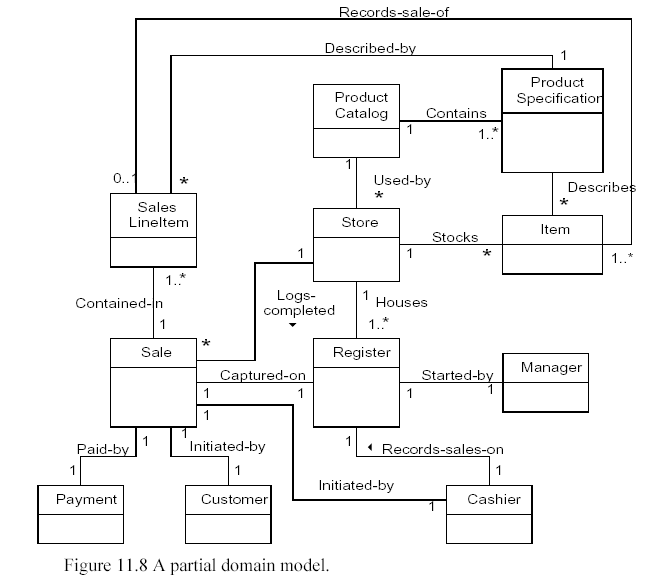 Records-sale-of
Described-by
1
Product
Specification
Product
Catalog
Contains
1
1..*
1
0..1
*
Used-by
*
Describes
*
Sales
LineItem
Store
Item
Stocks
1
1
*
1..*
1..*
Contained-in
1
Logs-
completed
1
Houses
1..*
*
Sale
Register
Manager
Captured-on
1
1
Started-by
1
1
1
1
1
Paid-by
Initiated-by
1
Records-sales-on
1
1
1
Initiated-by
1
Payment
Customer
Cashier
Figure 11.8 A partial domain model.